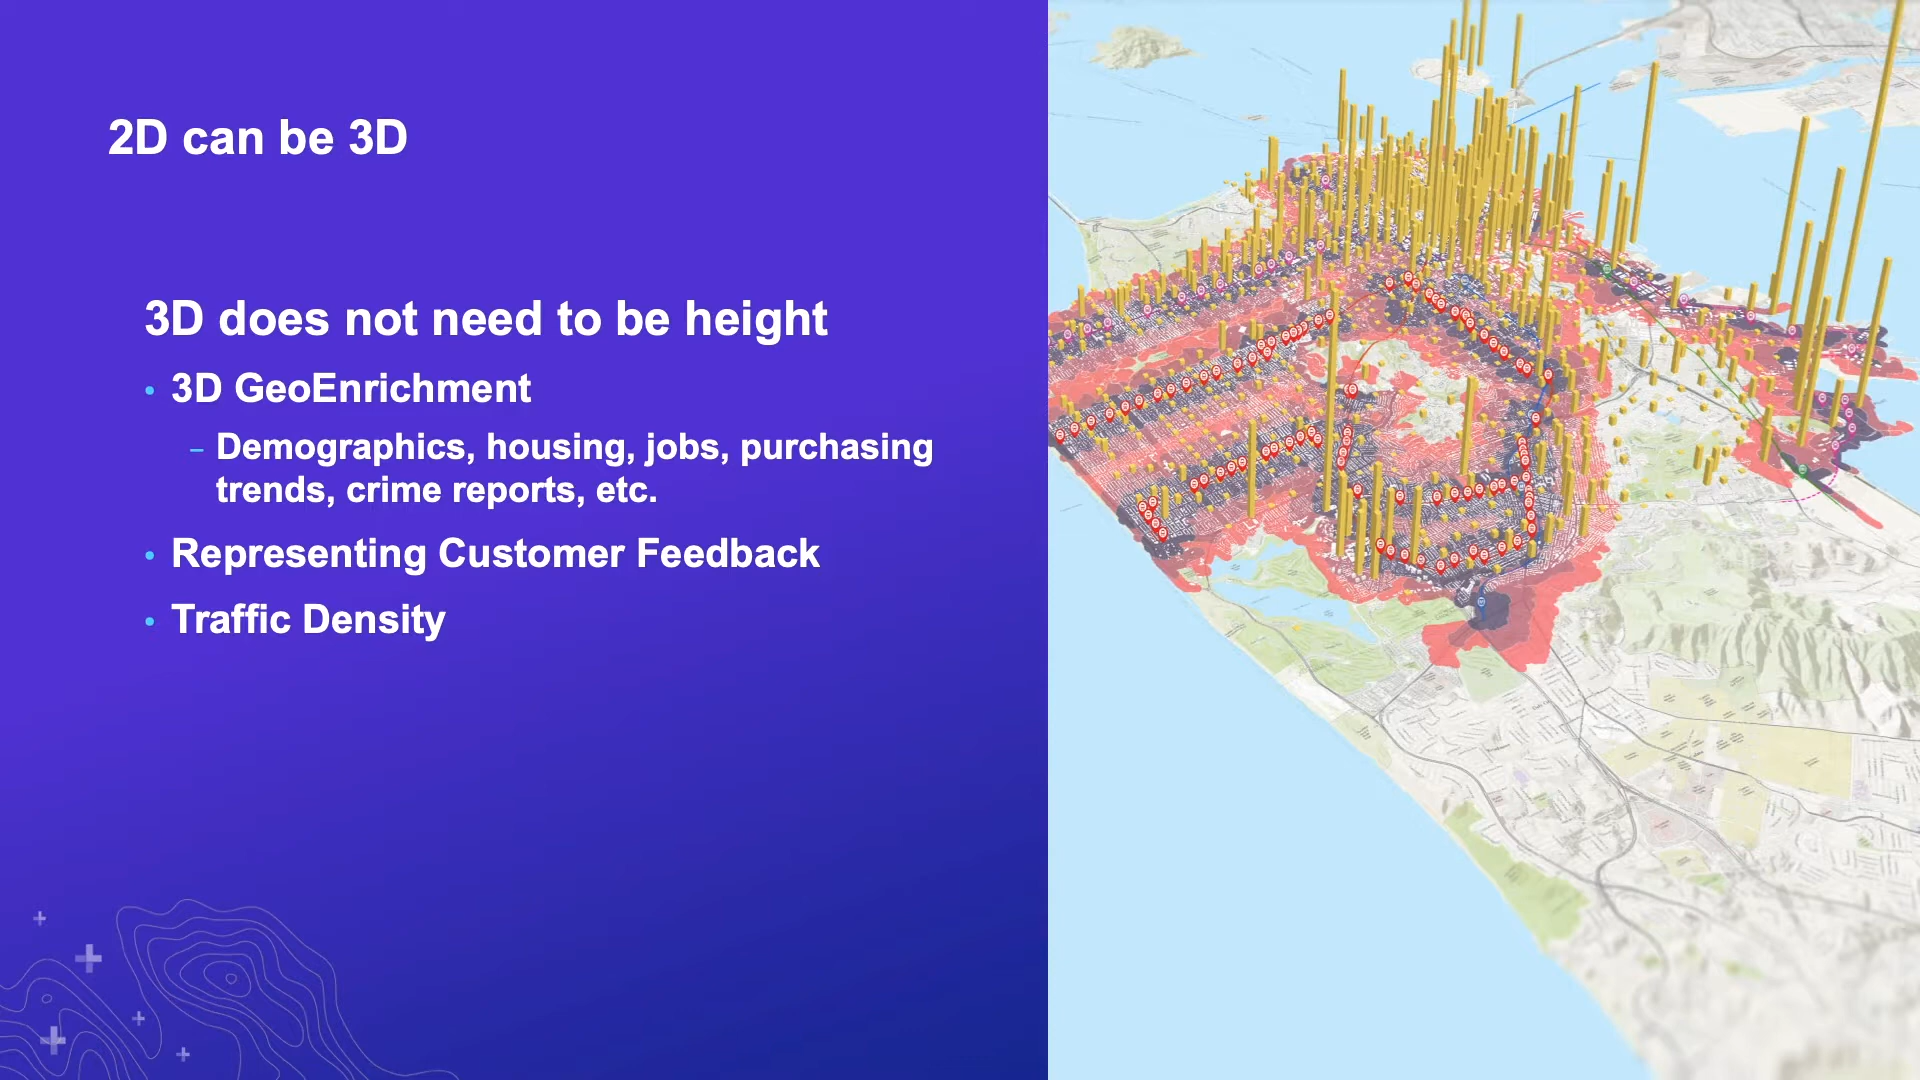 2D can be 3D
3D does not need to be height
• 3D GeoEnrichment
– Demographics, housing, jobs, purchasing
trends, crime reports, etc.
• Representing Customer Feedback
• Traffic Density